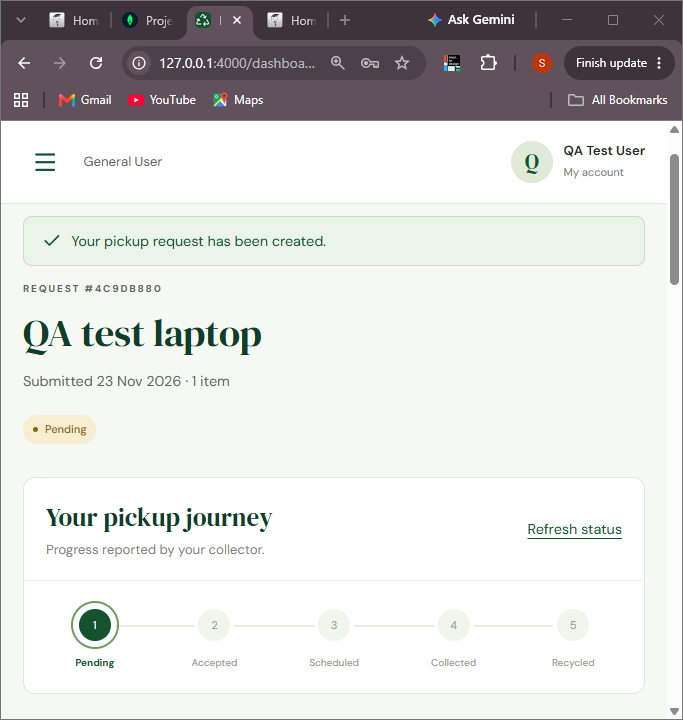 Hom
Proje
Hom
Ask Gemini
127.0.0.1:4000/dashboa...
S
Finish update
Gmail
YouTube
Maps
All Bookmarks
General User
Q
QA Test User
My account
Your pickup request has been created.
REQUEST #4C9DB880
QA test laptop
Submitted 23 Nov 2026 · 1 item
Pending
Your pickup journey
Refresh status
Progress reported by your collector.
1
2
3
4
5
Pending
Accepted
Scheduled
Collected
Recycled